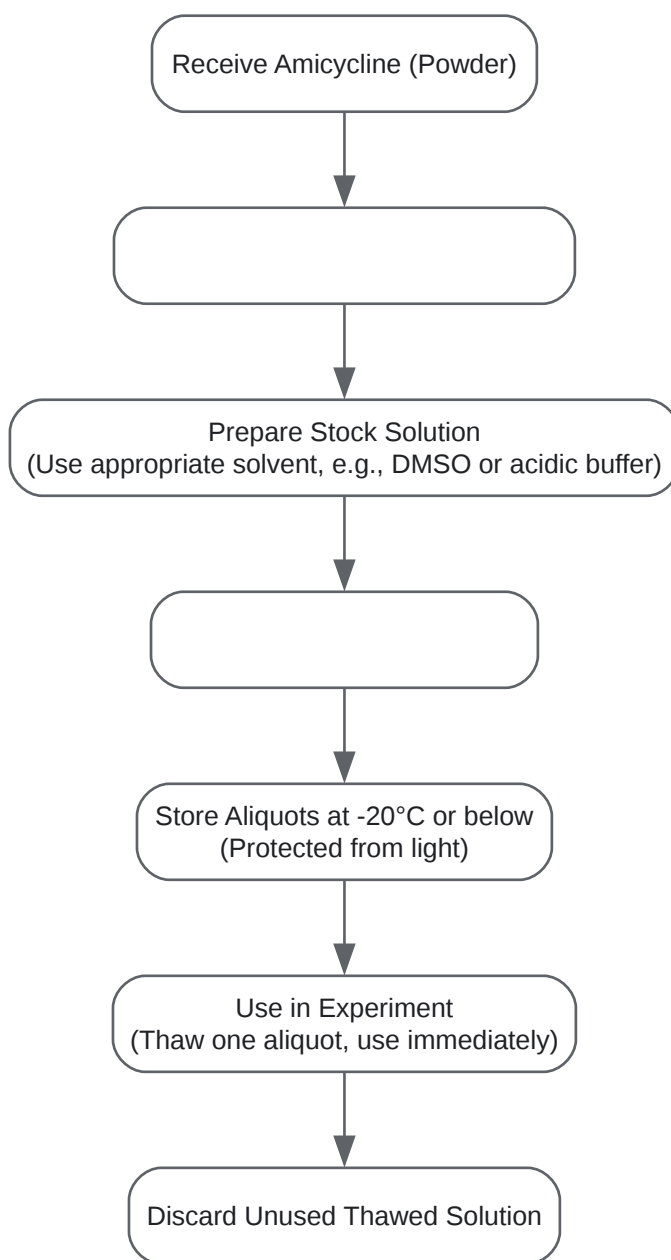 Receive Amicycline (Powder)
Prepare Stock Solution
(Use appropriate solvent, e.g., DMSO or acidic buffer)
Store Aliquots at -20°C or below
(Protected from light)
Use in Experiment
(Thaw one aliquot, use immediately)
Discard Unused Thawed Solution